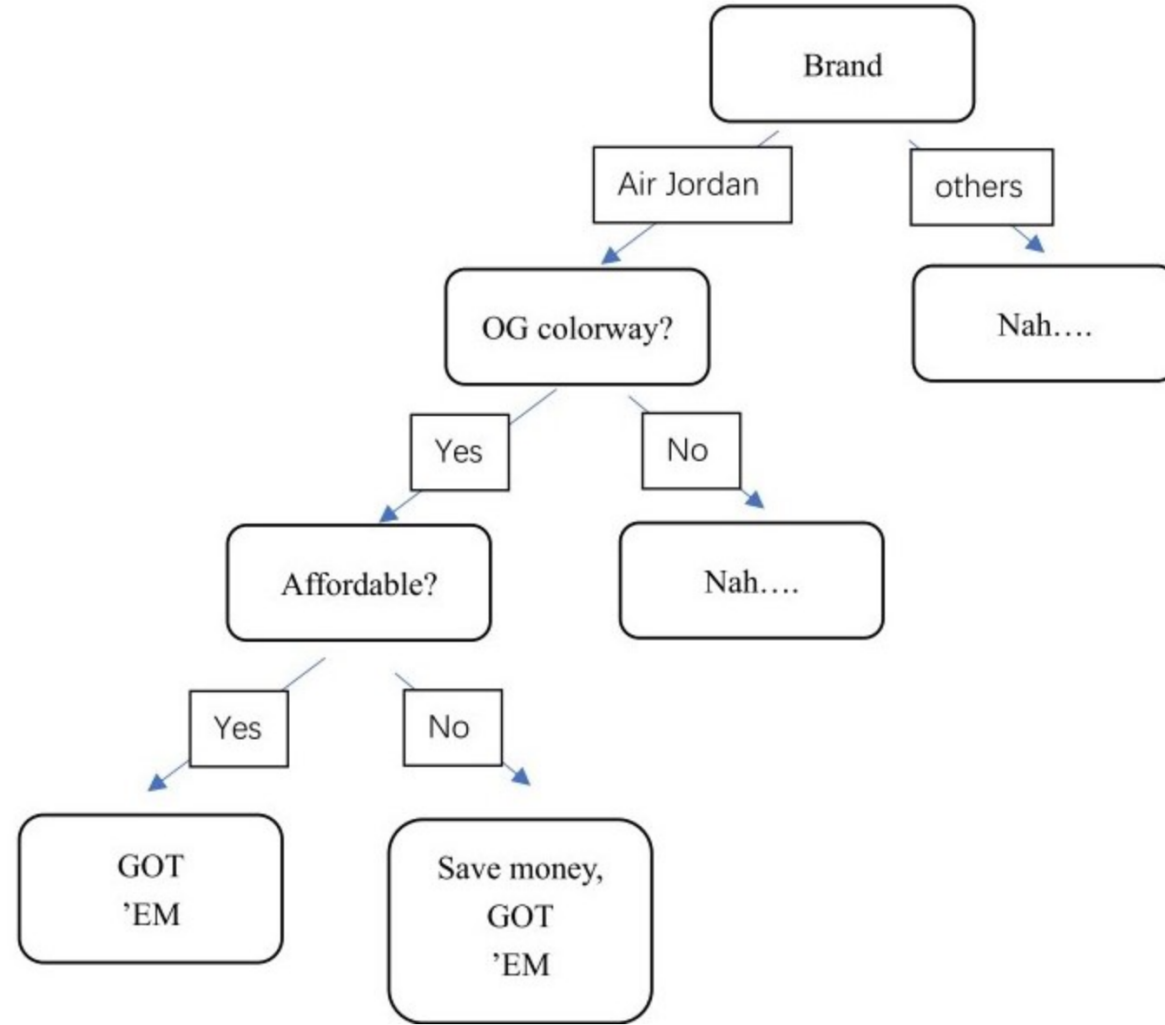 Brand
Air Jordan
others
OG colorway?
Nah….
Yes
No
Affordable?
Nah….
Yes
No
GOT
’EM
Save money,
GOT
’EM